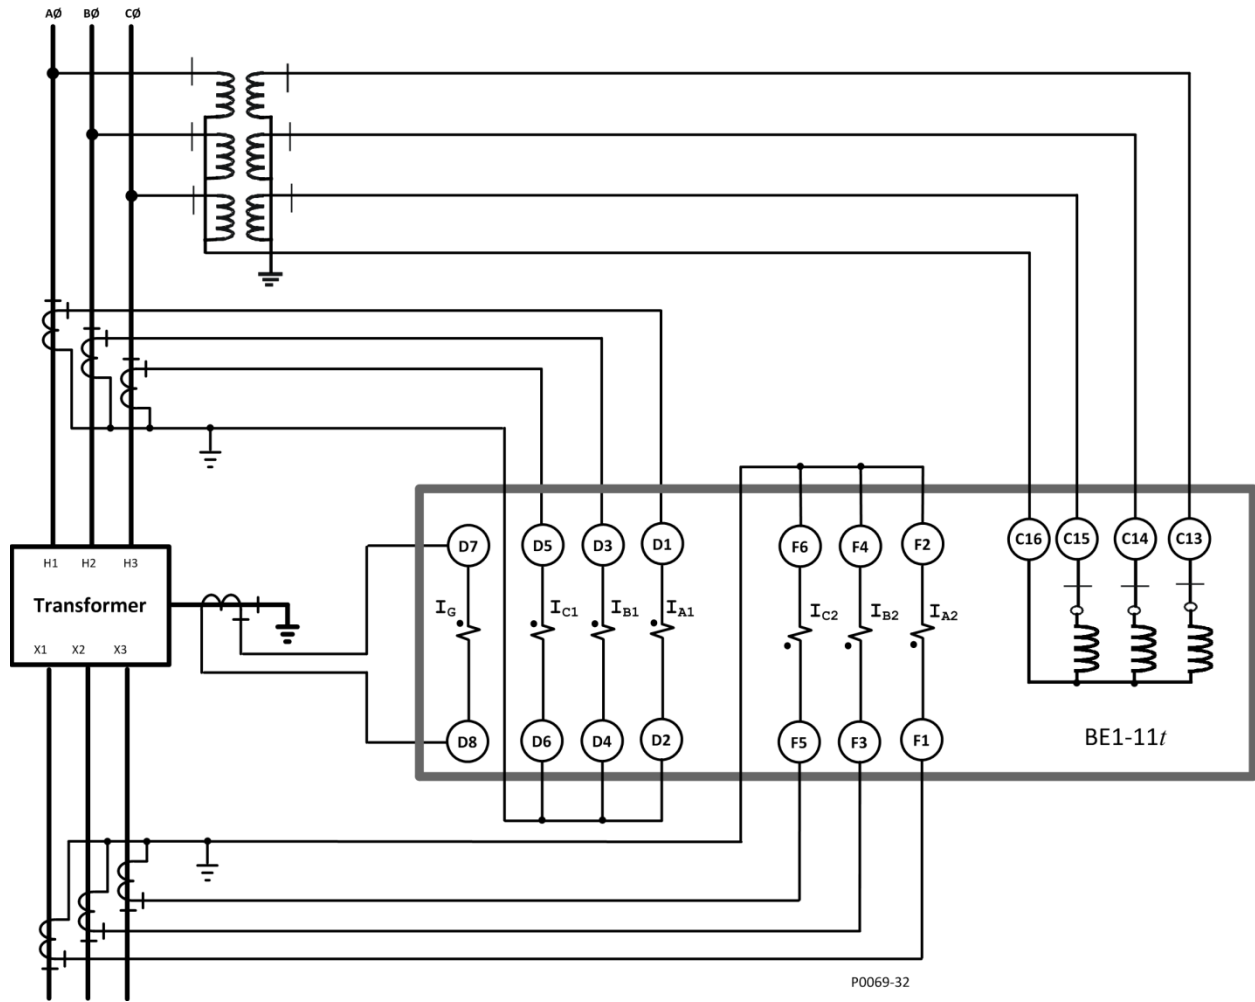 AØ BØ CØ
D7 D5 D3 D1 F6 F4 F2 C16 C15 C14 C13
H1 H2 H3
Transformer
IG IC1 IB1 IA1 IC2 IB2 IA2
X1 X2 X3
D8 D6 D4 D2 F5 F3 F1
BE1-11t
P0069-32